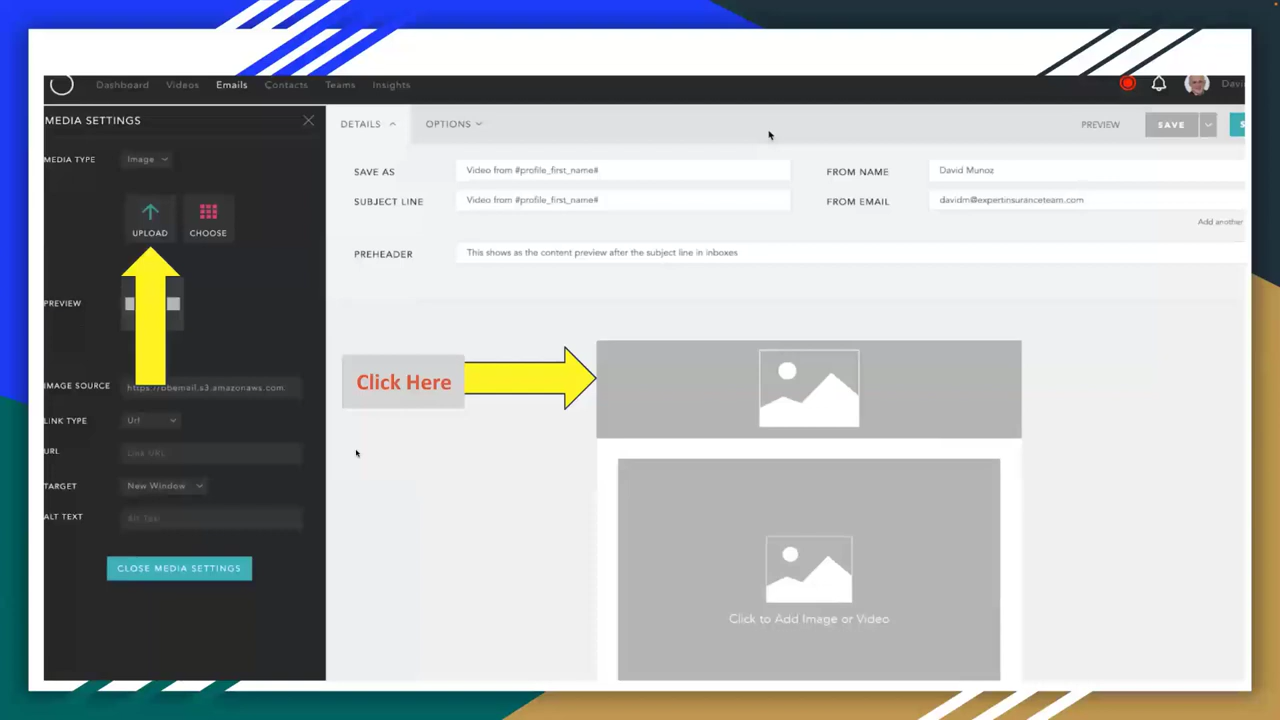 Dashboard Videos Emails Contacts Teams Insights Davi
MEDIA SETTINGS
MEDIA TYPE Image
UPLOAD CHOOSE
PREVIEW
IMAGE SOURCE https://bbemail.s3.amazonaws.com
LINK TYPE Url
URL Link URL
TARGET New Window
ALT TEXT Alt Text
CLOSE MEDIA SETTINGS
DETAILS OPTIONS PREVIEW SAVE S
SAVE AS Video from #profile_first_name# FROM NAME David Munoz
SUBJECT LINE Video from #profile_first_name# FROM EMAIL davidm@expertinsuranceteam.com
Add another
PREHEADER This shows as the content preview after the subject line in inboxes
Click Here
Click to Add Image or Video